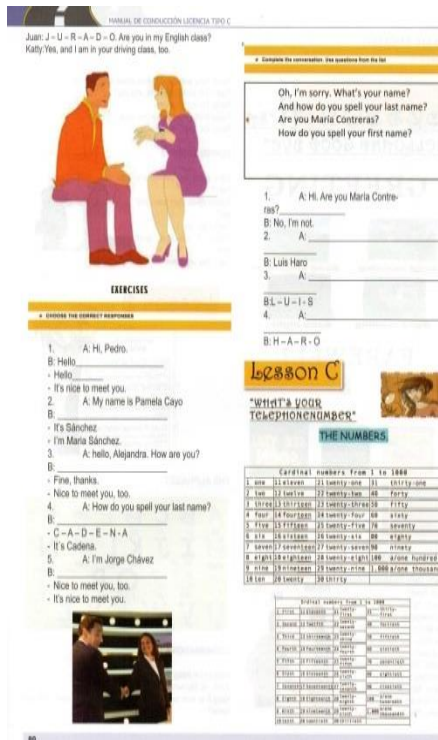 MANUAL DE CONDUCCIÓN LICENCIA TIPO C
Juan: J – U – R – A – D – O. Are you in my English class?
Katty:Yes, and I am in your driving class, too.
EXERCISES
CHOOSE THE CORRECT RESPONSES
1. A: Hi, Pedro.
B: Hello
- Hello
- It's nice to meet you.
2. A: My name is Pamela Cayo
B:
- It's Sánchez
- I'm Maria Sánchez.
3. A: hello, Alejandra. How are you?
B:
- Fine, thanks.
- Nice to meet you, too.
4. A: How do you spell your last name?
B:
- C – A – D – E – N - A
- It's Cadena.
5. A: I'm Jorge Chávez
B:
- Nice to meet you, too.
- It's nice to meet you.
80
Complete the conversation. Use questions from the list
Oh, I'm sorry. What's your name?
And how do you spell your last name?
Are you María Contreras?
How do you spell your first name?
1. A: Hi. Are you María Contre-
ras?
B: No, I'm not.
2. A:
B: Luis Haro
3. A:
B:L – U – I - S
4. A:
B: H – A – R - O
Lesson C
"WHAT'S YOUR
TELEPHONENUMBER"
THE NUMBERS
Cardinal numbers from 1 to 1000
1 one 11 eleven 21 twenty-one 31 thirty-one
2 two 12 twelve 22 twenty-two 40 forty
3 three 13 thirteen 23 twenty-three 50 fifty
4 four 14 fourteen 24 twenty-four 60 sixty
5 five 15 fifteen 25 twenty-five 70 seventy
6 six 16 sixteen 26 twenty-six 80 eighty
7 seven 17 seventeen 27 twenty-seven 90 ninety
8 eight 18 eighteen 28 twenty-eight 100 a/one hundred
9 nine 19 nineteen 29 twenty-nine 1,000 a/one thousand
10 ten 20 twenty 30 thirty
Ordinal numbers from 1 to 1000